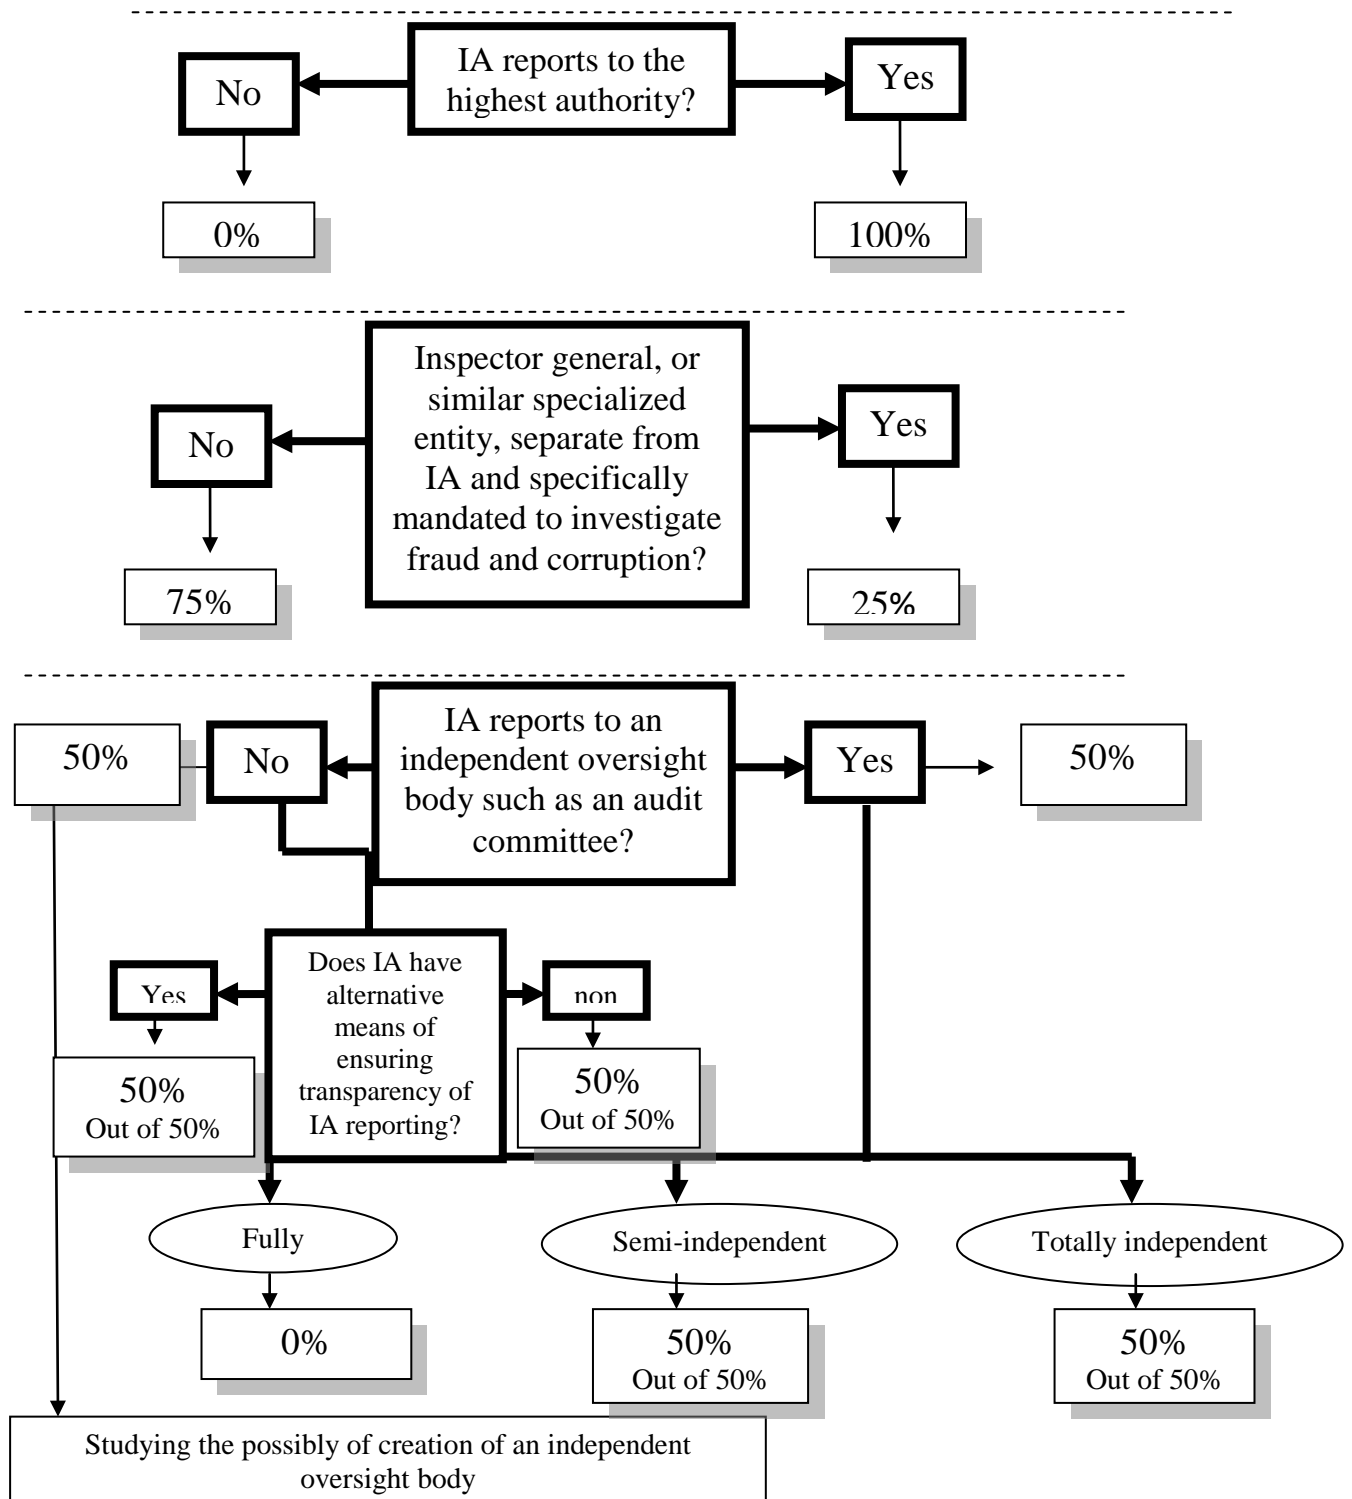 IA reports to the
highest authority?
No
Yes
0%
100%
Inspector general, or
similar specialized
entity, separate from
IA and specifically
mandated to investigate
fraud and corruption?
No
Yes
75%
25%
IA reports to an
independent oversight
body such as an audit
committee?
50%
No
Yes
50%
Does IA have
alternative
means of
ensuring
transparency of
IA reporting?
Yes
non
50%
Out of 50%
50%
Out of 50%
Fully
Semi-independent
Totally independent
0%
50%
Out of 50%
50%
Out of 50%
Studying the possibly of creation of an independent
oversight body